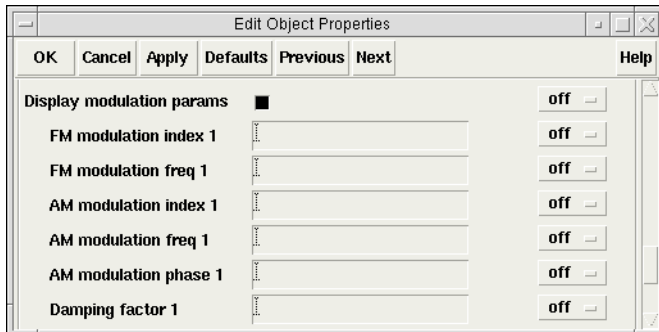 Edit Object Properties
OK Cancel Apply Defaults Previous Next Help
Display modulation params off
FM modulation index 1 off
FM modulation freq 1 off
AM modulation index 1 off
AM modulation freq 1 off
AM modulation phase 1 off
Damping factor 1 off